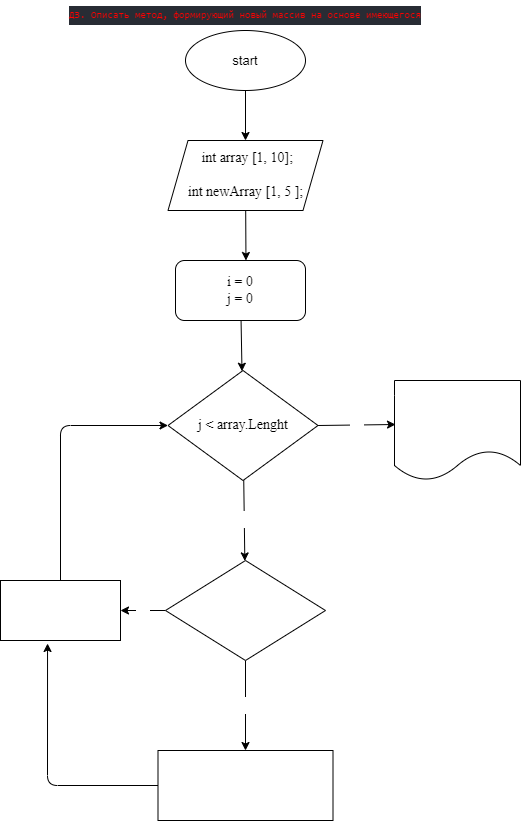 25. Описать метод, формирующий новый массив на основе имеющегося
start
int array [1, 10];
int newArray [1, 5 ];
i = 0
j = 0
j < array.Lenght